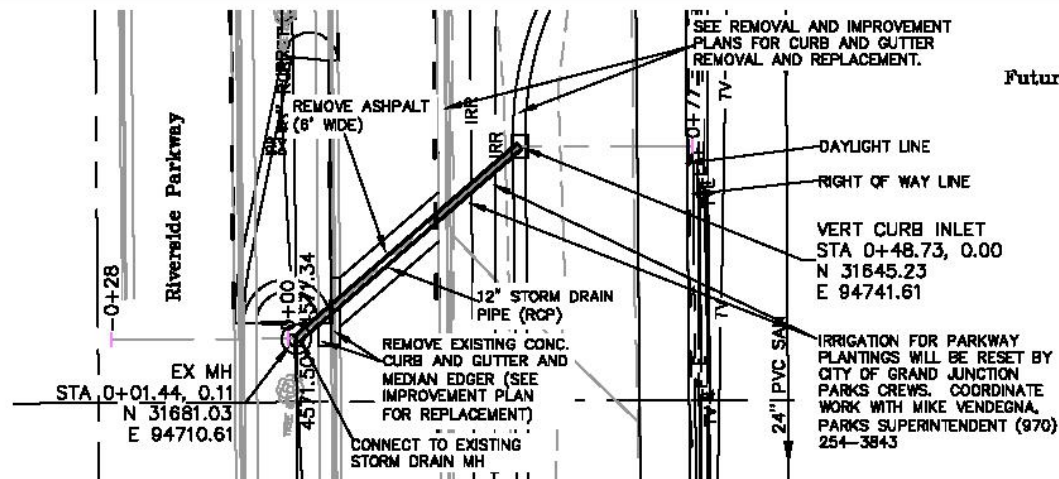 SEE REMOVAL AND IMPROVEMENT
PLANS FOR CURB AND GUTTER
REMOVAL AND REPLACEMENT.
Futur
REMOVE ASHPALT
(6' WIDE)
IRR
IRR
TV
0+77
DAYLIGHT LINE
RIGHT OF WAY LINE
Riverside Parkway
VERT CURB INLET
STA 0+48.73, 0.00
N 31645.23
E 94741.61
-0+28
0+00
12" STORM DRAIN
PIPE (RCP)
TV
REMOVE EXISTING CONC.
CURB AND GUTTER AND
MEDIAN EDGER (SEE
IMPROVEMENT PLAN
FOR REPLACEMENT)
IRRIGATION FOR PARKWAY
PLANTINGS WILL BE RESET BY
CITY OF GRAND JUNCTION
PARKS CREWS. COORDINATE
WORK WITH MIKE VENDEGNA,
PARKS SUPERINTENDENT (970)
254-3843
EX MH
STA 0+01.44, 0.11
N 31681.03
E 94710.61
4571.50
24" PVC SAN
CONNECT TO EXISTING
STORM DRAIN MH